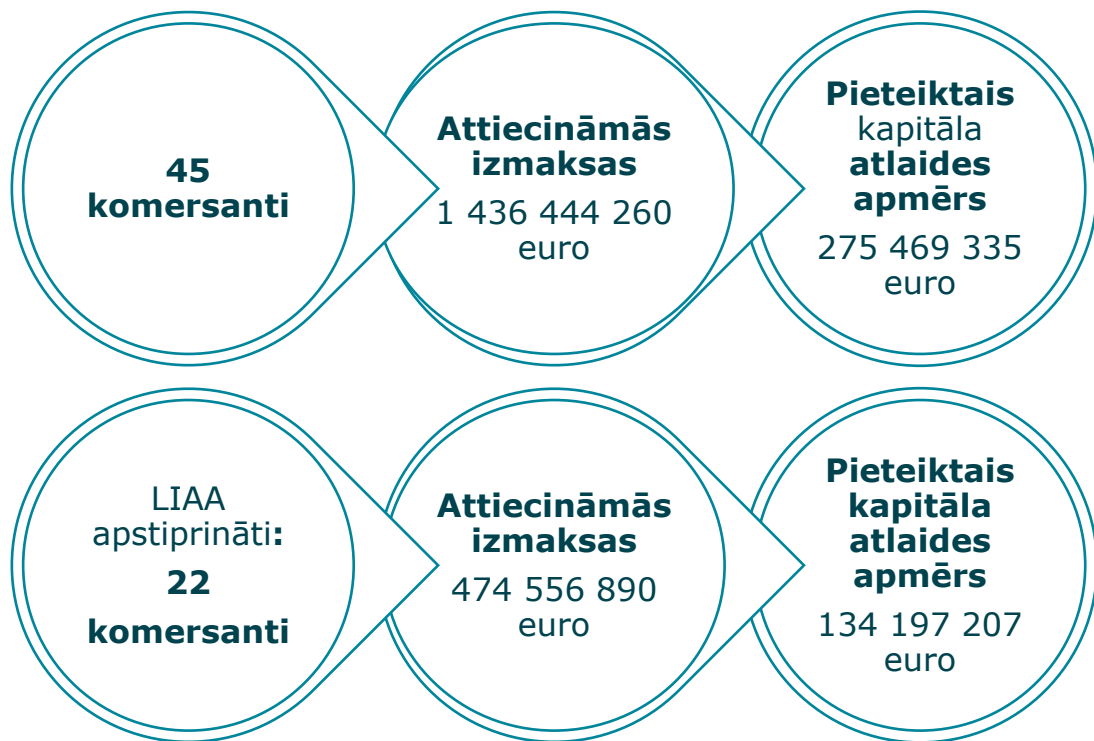 45
komersanti
Attiecināmās
izmaksas
1 436 444 260
euro
Pieteiktais
kapitāla
atlaides
apmērs
275 469 335
euro
LIAA
apstiprināti:
22
komersanti
Attiecināmās
izmaksas
474 556 890
euro
Pieteiktais
kapitāla
atlaides
apmērs
134 197 207
euro